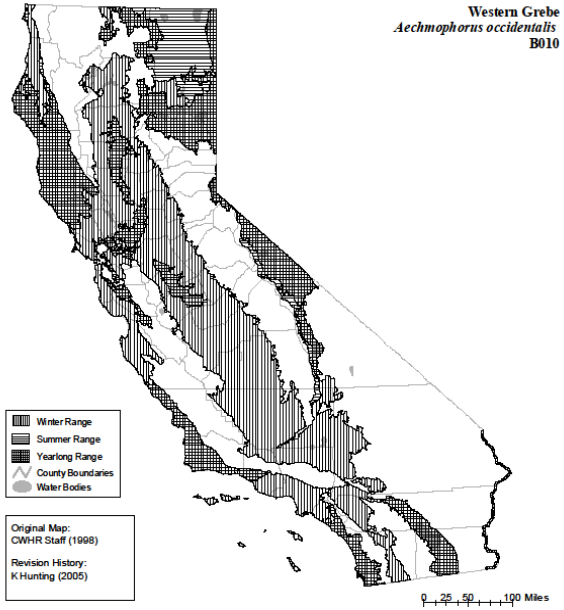 Western Grebe
Aechmophorus occidentalis
B010
Winter Range
Summer Range
Yearlong Range
County Boundaries
Water Bodies
Original Map:
CWHR Staff (1998)
Revision History:
K Hunting (2005)
0 25 50 100 Miles